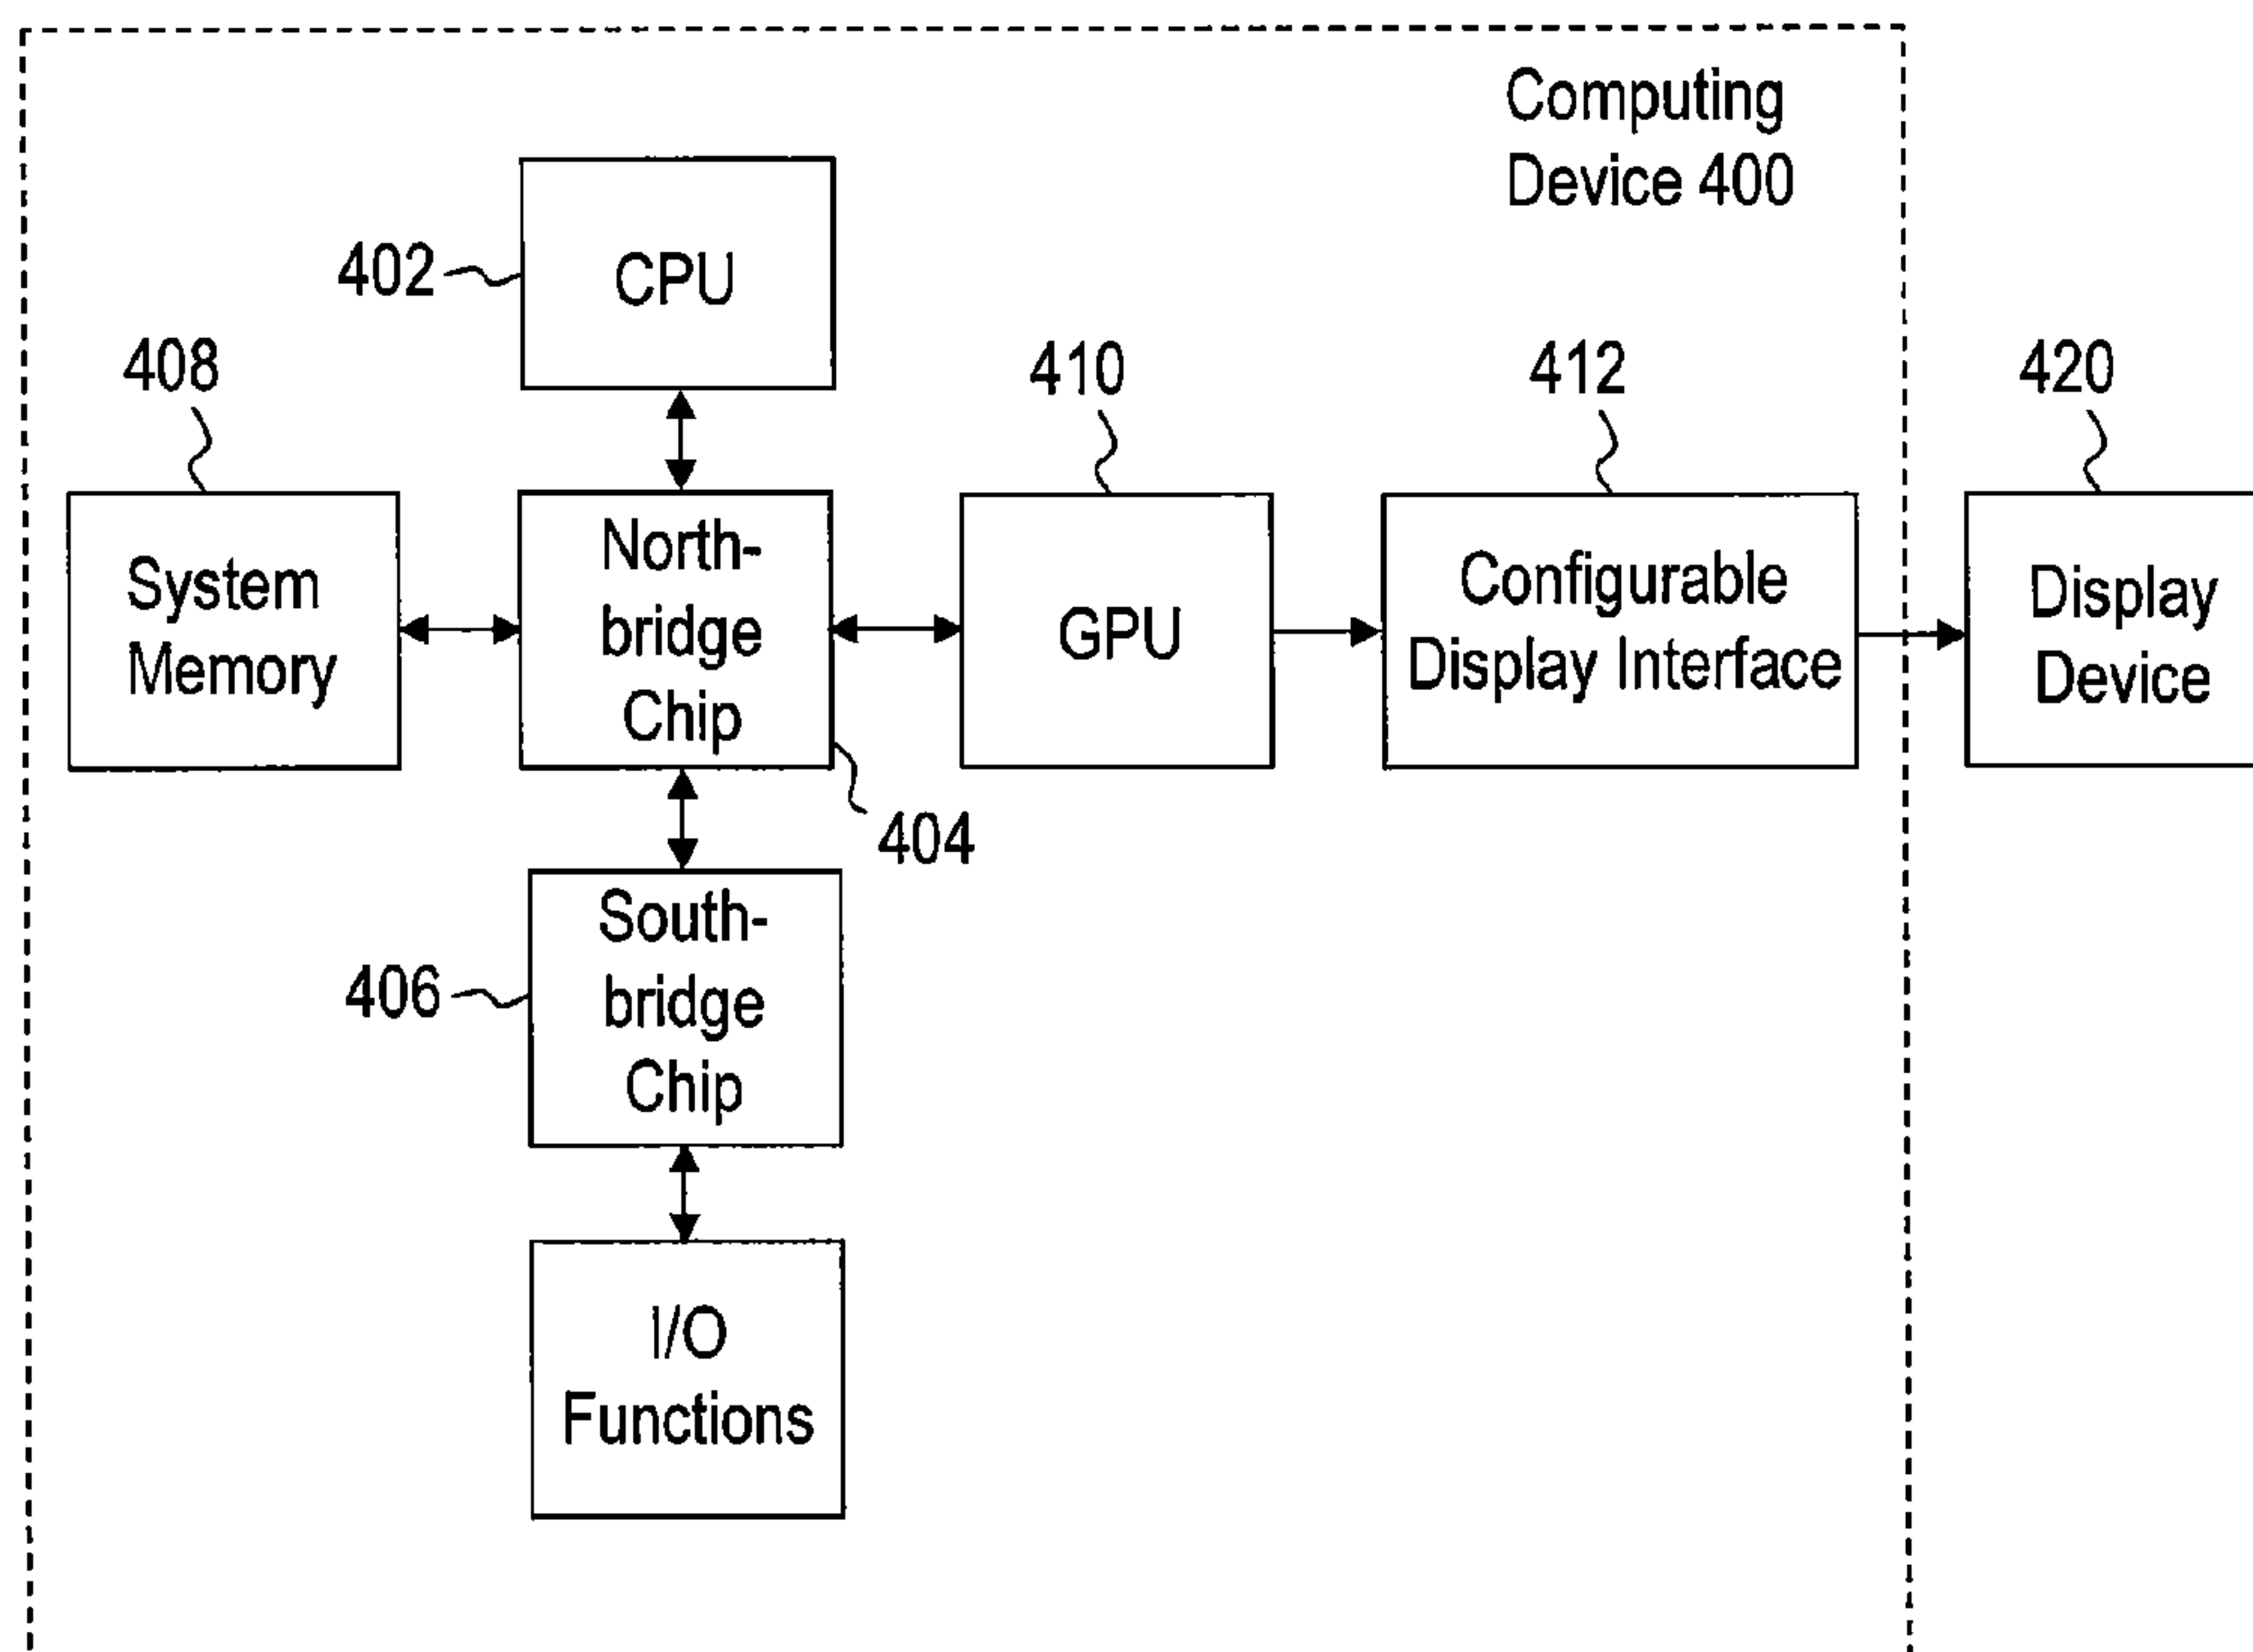 Computing
Device 400
402
CPU
408
410
412
420
System
Memory
North-
bridge
Chip
GPU
Configurable
Display Interface
Display
Device
404
South-
bridge
Chip
406
I/O
Functions